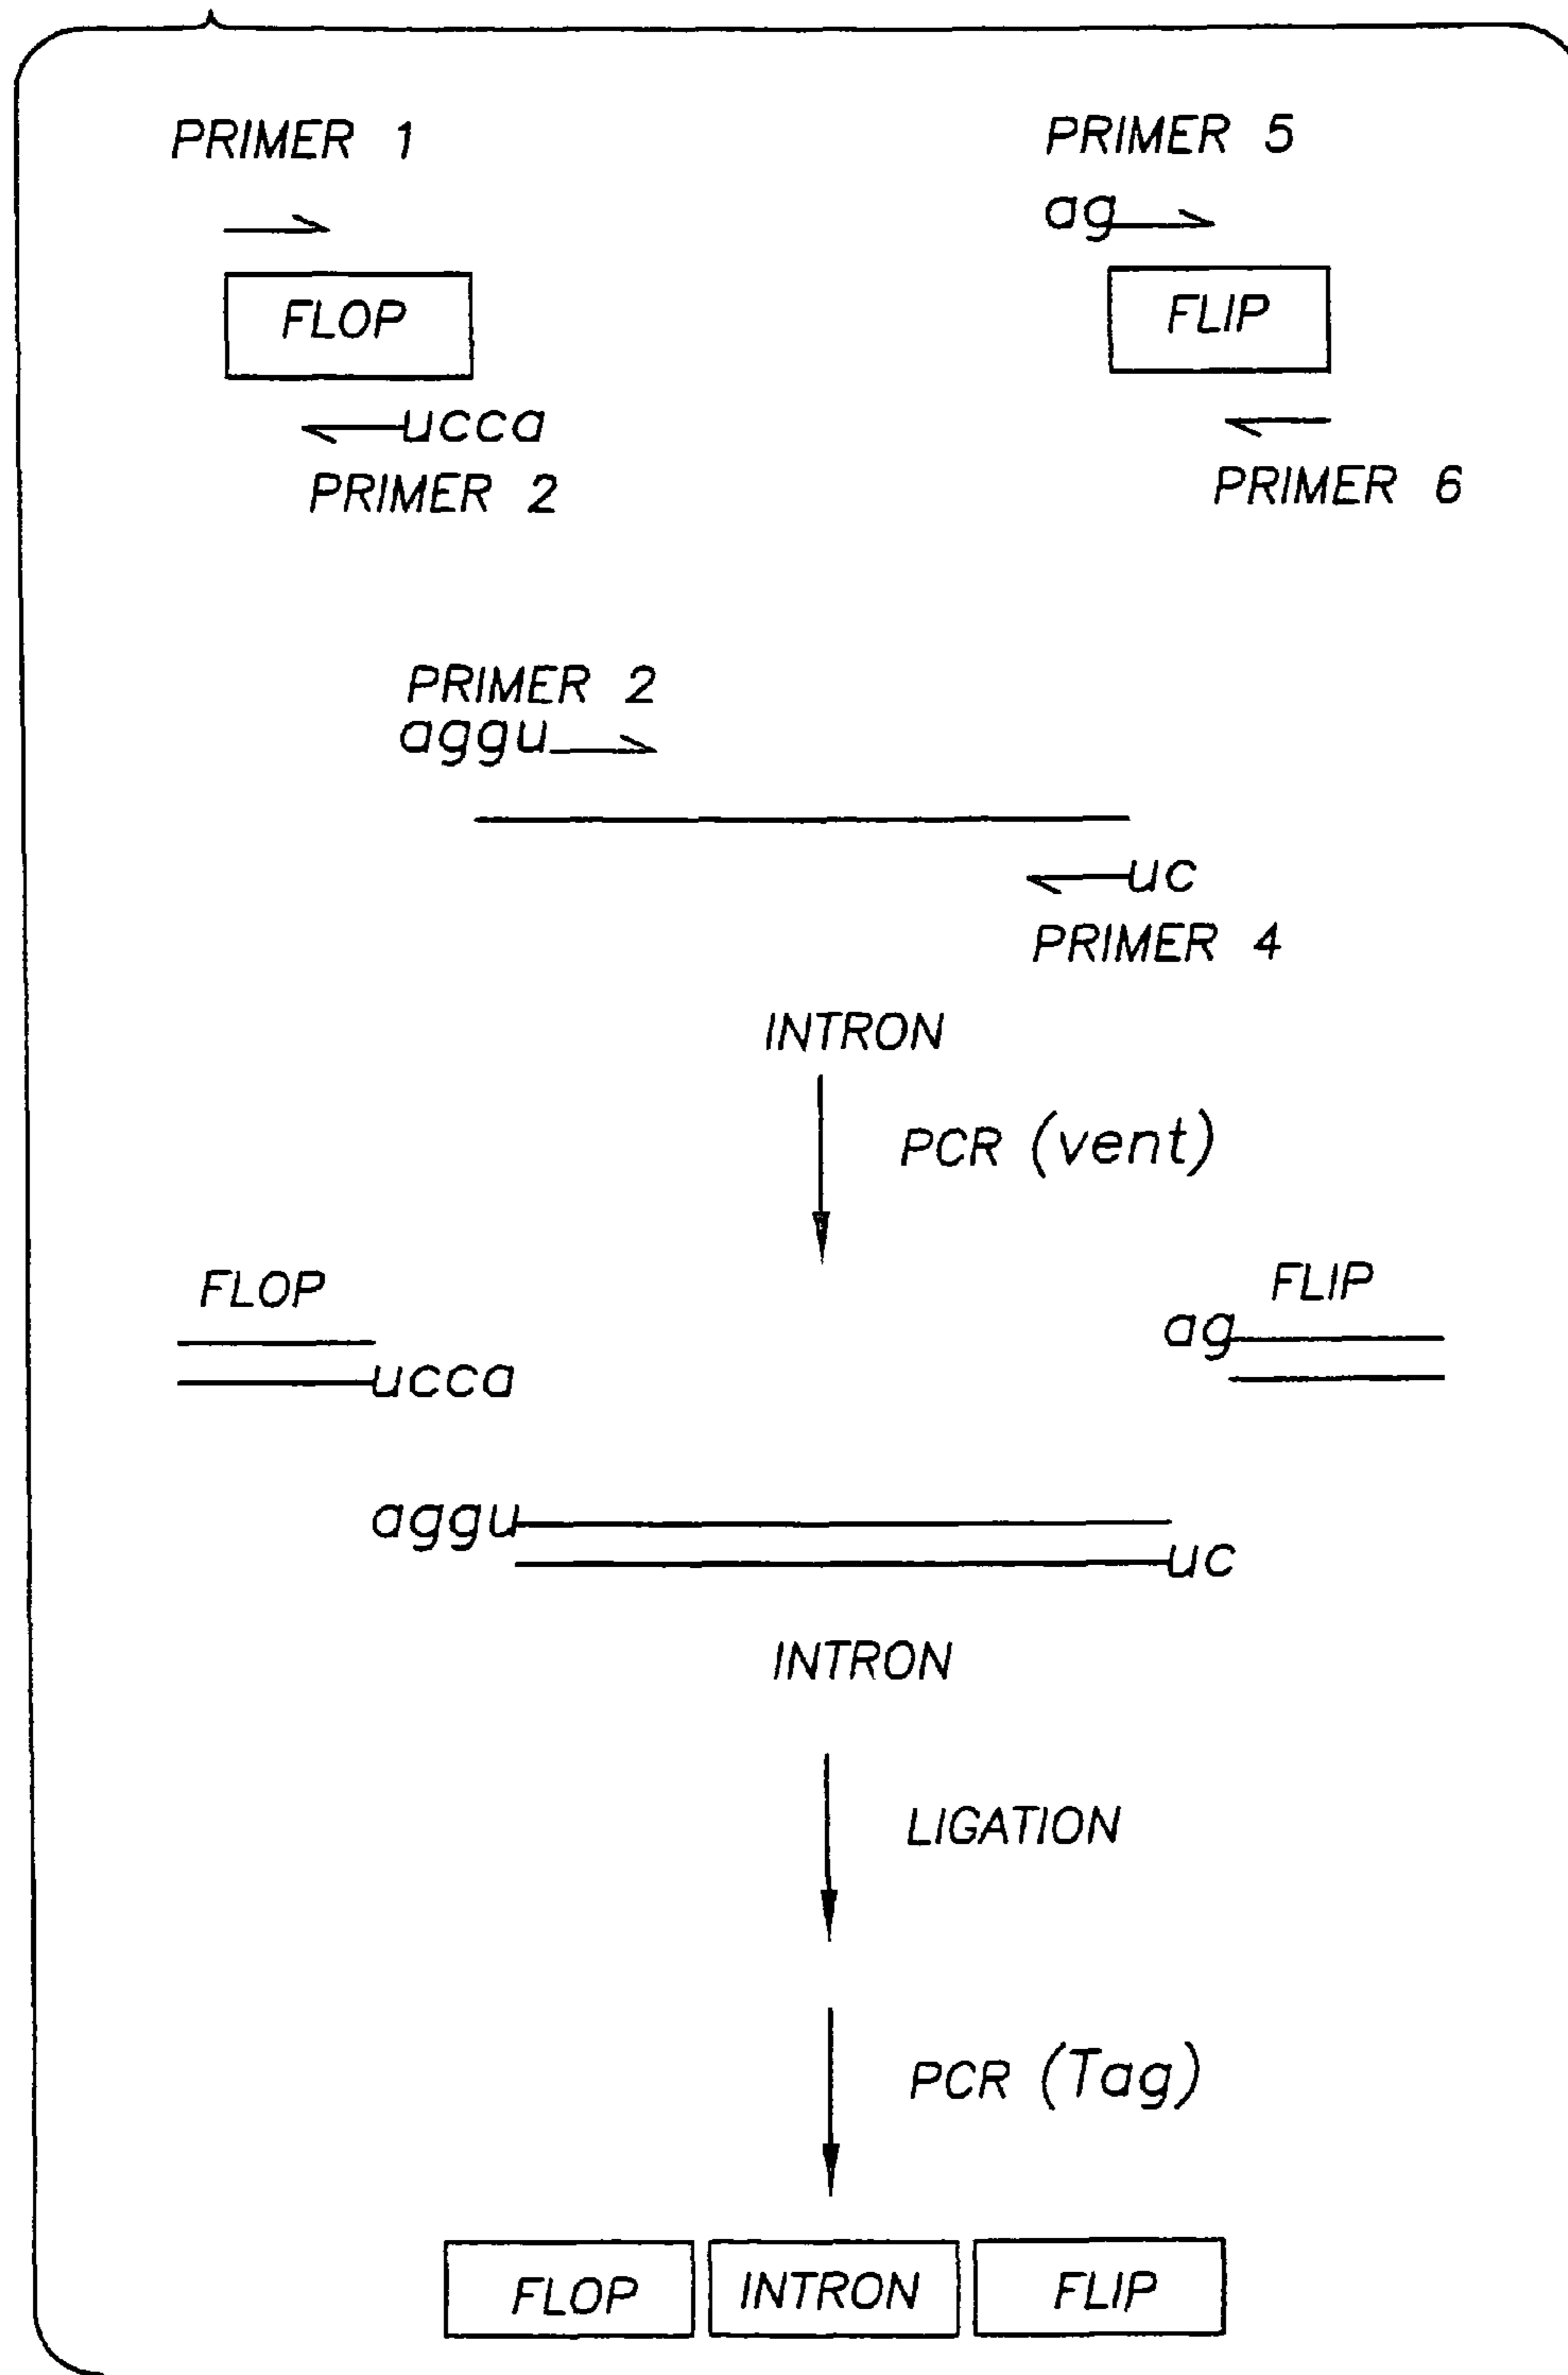 PRIMER 1
PRIMER 5
ag
FLOP
FLIP
ucca
PRIMER 2
PRIMER 6
PRIMER 2
aggu
uc
PRIMER 4
INTRON
PCR (vent)
FLOP
FLIP
ag
ucca
aggu
uc
INTRON
LIGATION
PCR (Tag)
FLOP
INTRON
FLIP